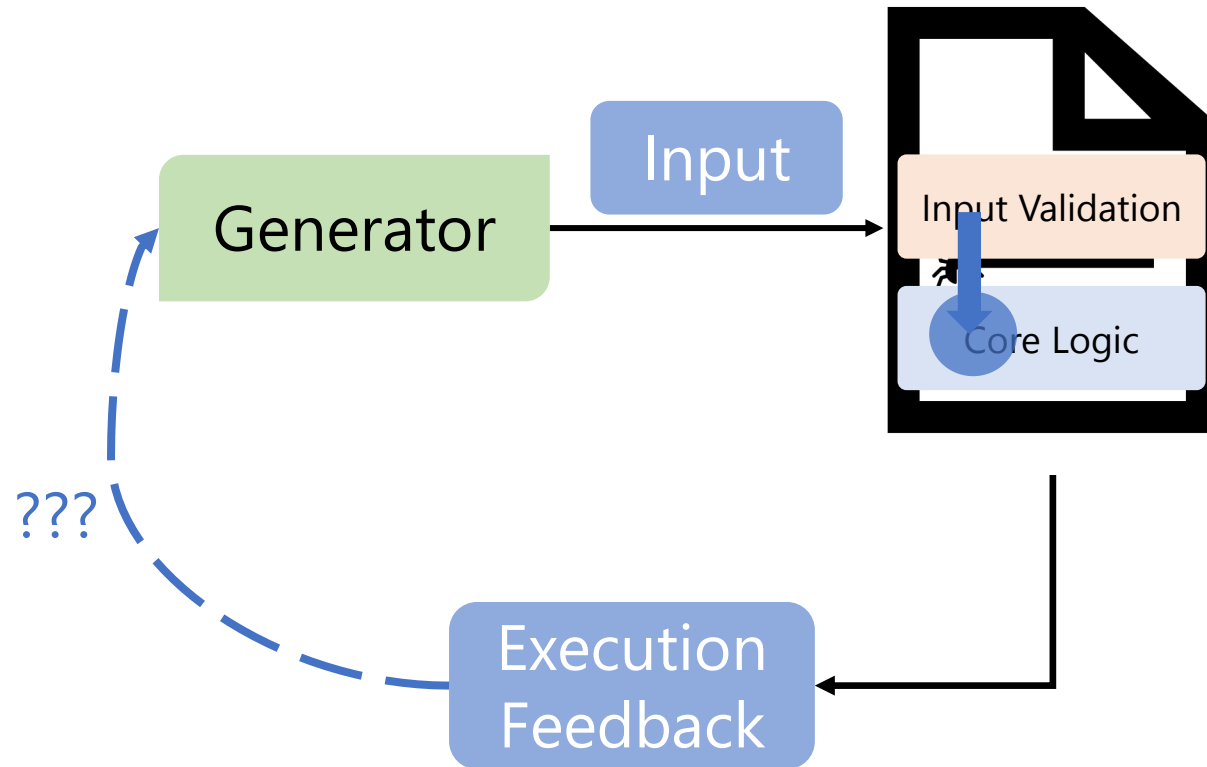 Input
Generator
Input Validation
Core Logic
???
Execution
Feedback